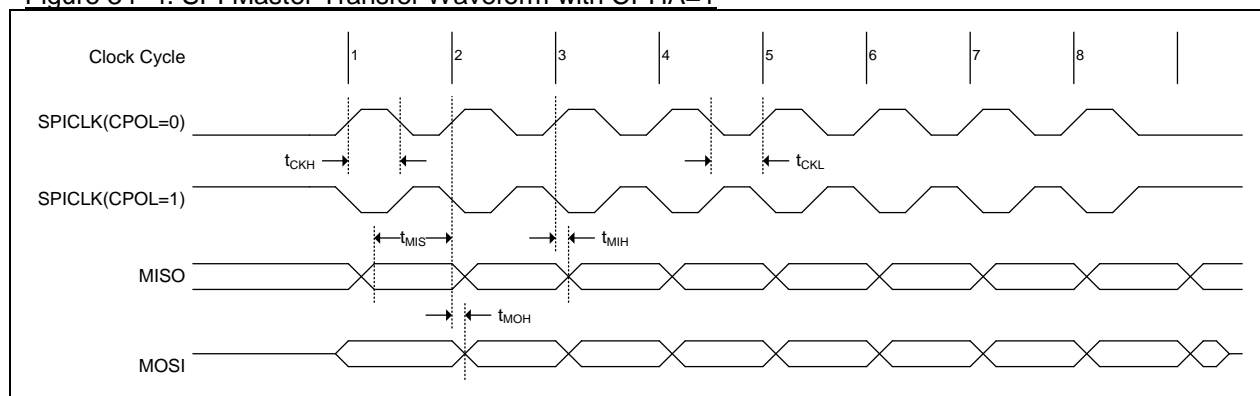 Figure 31-4: SPI Master Transfer Waveform with CPHA=1
Clock Cycle 1 2 3 4 5 6 7 8
SPICLK(CPOL=0)
tCKH tCKL
SPICLK(CPOL=1)
tMIS tMIH
MISO
tMOH
MOSI